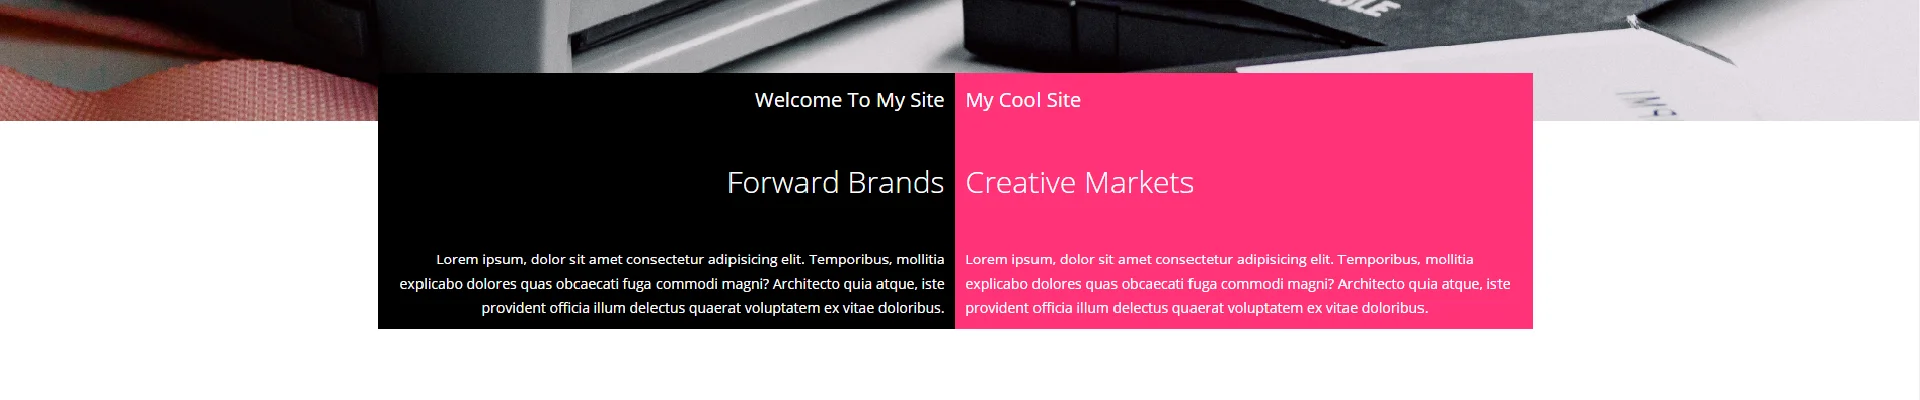 Welcome To My Site
Forward Brands
Lorem ipsum, dolor sit amet consectetur adipisicing elit. Temporibus, mollitia
explicabo dolores quas obcaecati fuga commodi magni? Architecto quia atque, iste
provident officia illum delectus quaerat voluptatem ex vitae doloribus.
My Cool Site
Creative Markets
Lorem ipsum, dolor sit amet consectetur adipisicing elit. Temporibus, mollitia
explicabo dolores quas obcaecati fuga commodi magni? Architecto quia atque, iste
provident officia illum delectus quaerat voluptatem ex vitae doloribus.